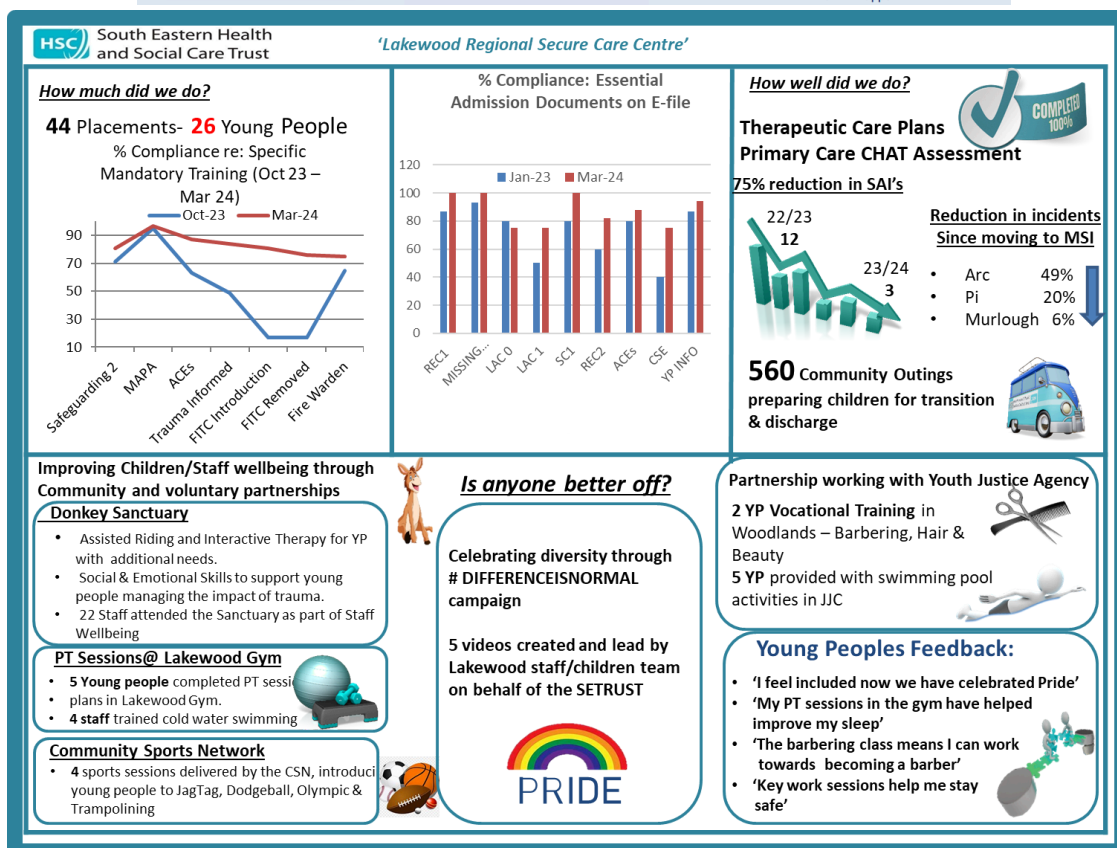 HSC South Eastern Health
and Social Care Trust
'Lakewood Regional Secure Care Centre'
How much did we do?
44 Placements- 26 Young People
% Compliance re: Specific
Mandatory Training (Oct 23 –
Mar 24)
Oct-23 Mar-24
90
70
50
30
10
Safeguarding 2
MAPA
ACEs
Trauma Informed
FITC Introduction
FITC Removed
Fire Warden
% Compliance: Essential
Admission Documents on E-file
Jan-23 Mar-24
120
100
80
60
40
20
0
REC1
MISSING...
LAC 0
LAC 1
SC1
REC2
ACEs
CSE
YP INFO
How well did we do?
COMPLETED
100%
Therapeutic Care Plans
Primary Care CHAT Assessment
75% reduction in SAI's
22/23
12
23/24
3
Reduction in incidents
Since moving to MSI
• Arc 49%
• Pi 20%
• Murlough 6%
560 Community Outings
preparing children for transition
& discharge
Improving Children/Staff wellbeing through
Community and voluntary partnerships
Donkey Sanctuary
• Assisted Riding and Interactive Therapy for YP
with additional needs.
• Social & Emotional Skills to support young
people managing the impact of trauma.
• 22 Staff attended the Sanctuary as part of Staff
Wellbeing
PT Sessions@ Lakewood Gym
• 5 Young people completed PT sessi
• plans in Lakewood Gym.
• 4 staff trained cold water swimming
Community Sports Network
• 4 sports sessions delivered by the CSN, introduci
young people to JagTag, Dodgeball, Olympic &
Trampolining
Is anyone better off?
Celebrating diversity through
# DIFFERENCEISNORMAL
campaign
5 videos created and lead by
Lakewood staff/children team
on behalf of the SETRUST
PRIDE
Partnership working with Youth Justice Agency
2 YP Vocational Training in
Woodlands – Barbering, Hair &
Beauty
5 YP provided with swimming pool
activities in JJC
Young Peoples Feedback:
• 'I feel included now we have celebrated Pride'
• 'My PT sessions in the gym have helped
improve my sleep'
• 'The barbering class means I can work
towards becoming a barber'
• 'Key work sessions help me stay
safe'